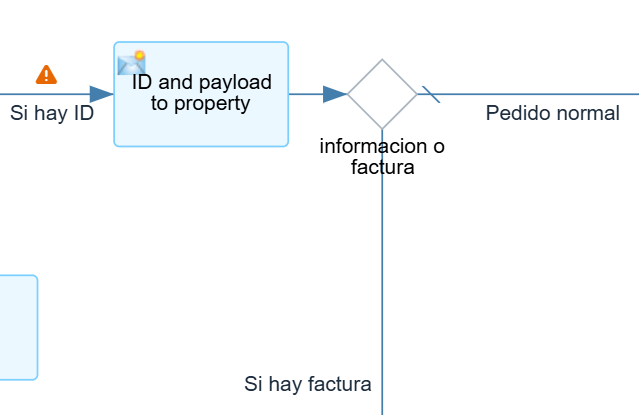 ID and payload
to property
Si hay ID
Pedido normal
informacion o
factura
Si hay factura